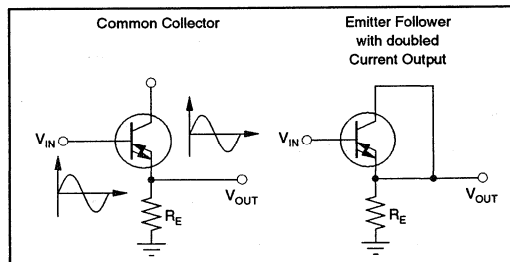 Common Collector
V_IN
V_OUT
R_E
Emitter Follower
with doubled
Current Output
V_IN
V_OUT
R_E